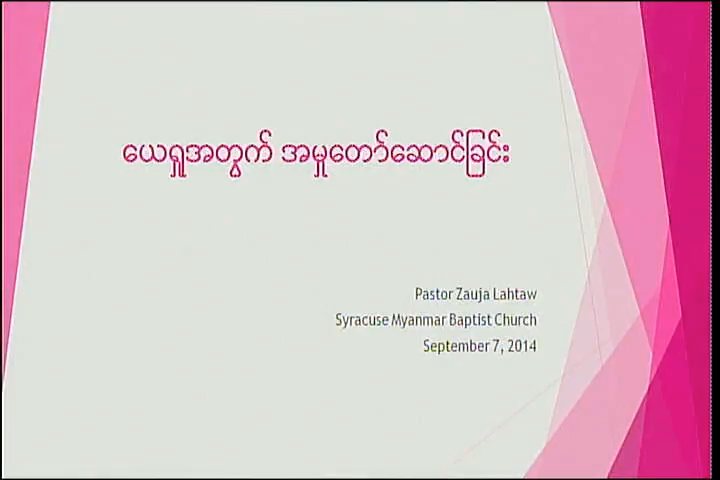 ယေရှုအတွက် အမှုတော်ဆောင်ခြင်း
Pastor Zauja Lahtaw
Syracuse Myanmar Baptist Church
September 7, 2014